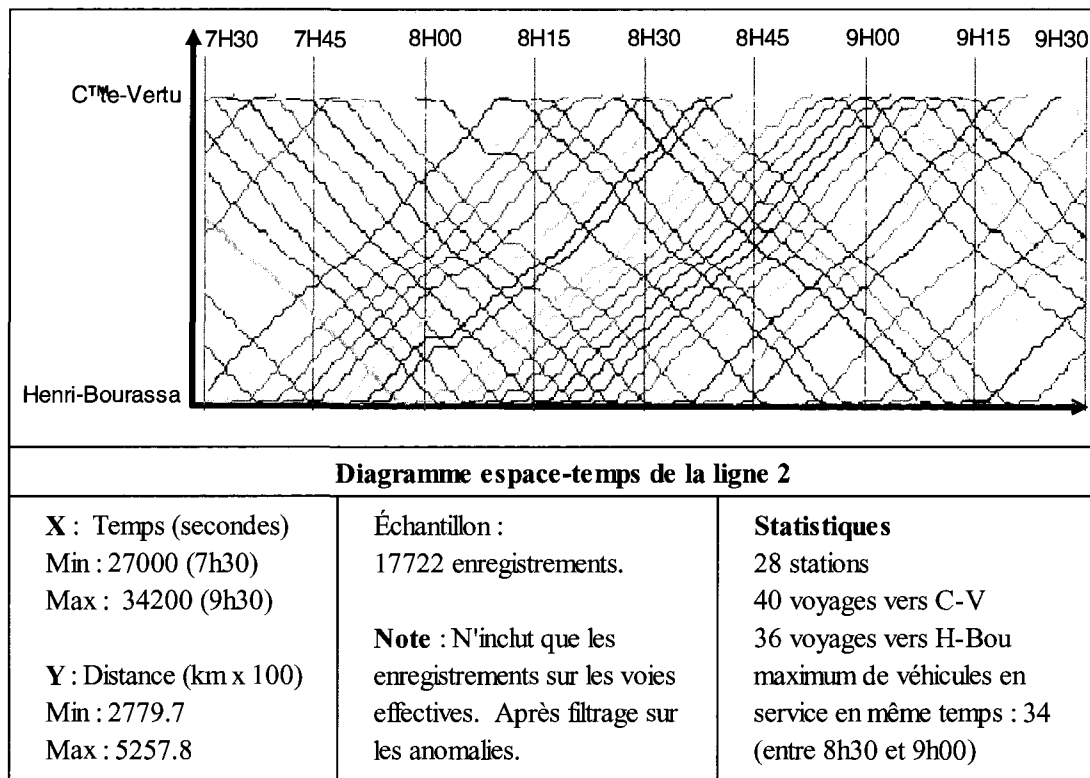 7H30 7H45 8H00 8H15 8H30 8H45 9H00 9H15 9H30
C™te-Vertu
Henri-Bourassa
Diagramme espace-temps de la ligne 2
X : Temps (secondes)
Min : 27000 (7h30)
Max : 34200 (9h30)
Y : Distance (km x 100)
Min : 2779.7
Max : 5257.8
Échantillon :
17722 enregistrements.
Note : N'inclut que les
enregistrements sur les voies
effectives. Après filtrage sur
les anomalies.
Statistiques
28 stations
40 voyages vers C-V
36 voyages vers H-Bou
maximum de véhicules en
service en même temps : 34
(entre 8h30 et 9h00)